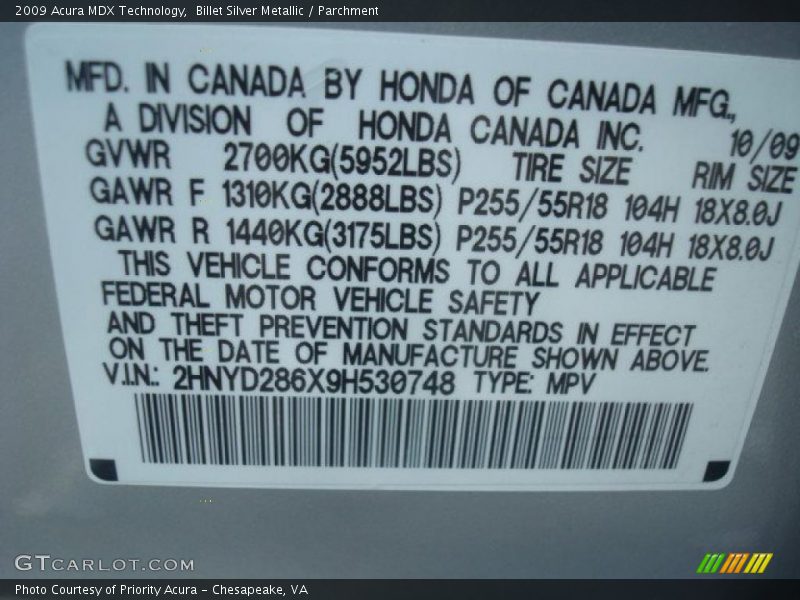 2009 Acura MDX Technology,  Billet Silver Metallic / Parchment
MFD. IN CANADA BY HONDA OF CANADA MFG.,
A DIVISION OF HONDA CANADA INC. 10/09
GVWR 2700KG(5952LBS) TIRE SIZE RIM SIZE
GAWR F 1310KG(2888LBS) P255/55R18 104H 18X8.0J
GAWR R 1440KG(3175LBS) P255/55R18 104H 18X8.0J
THIS VEHICLE CONFORMS TO ALL APPLICABLE
FEDERAL MOTOR VEHICLE SAFETY
AND THEFT PREVENTION STANDARDS IN EFFECT
ON THE DATE OF MANUFACTURE SHOWN ABOVE.
V.I.N.: 2HNYD286X9H530748 TYPE: MPV
GTCARLOT.COM
Photo Courtesy of Priority Acura - Chesapeake, VA